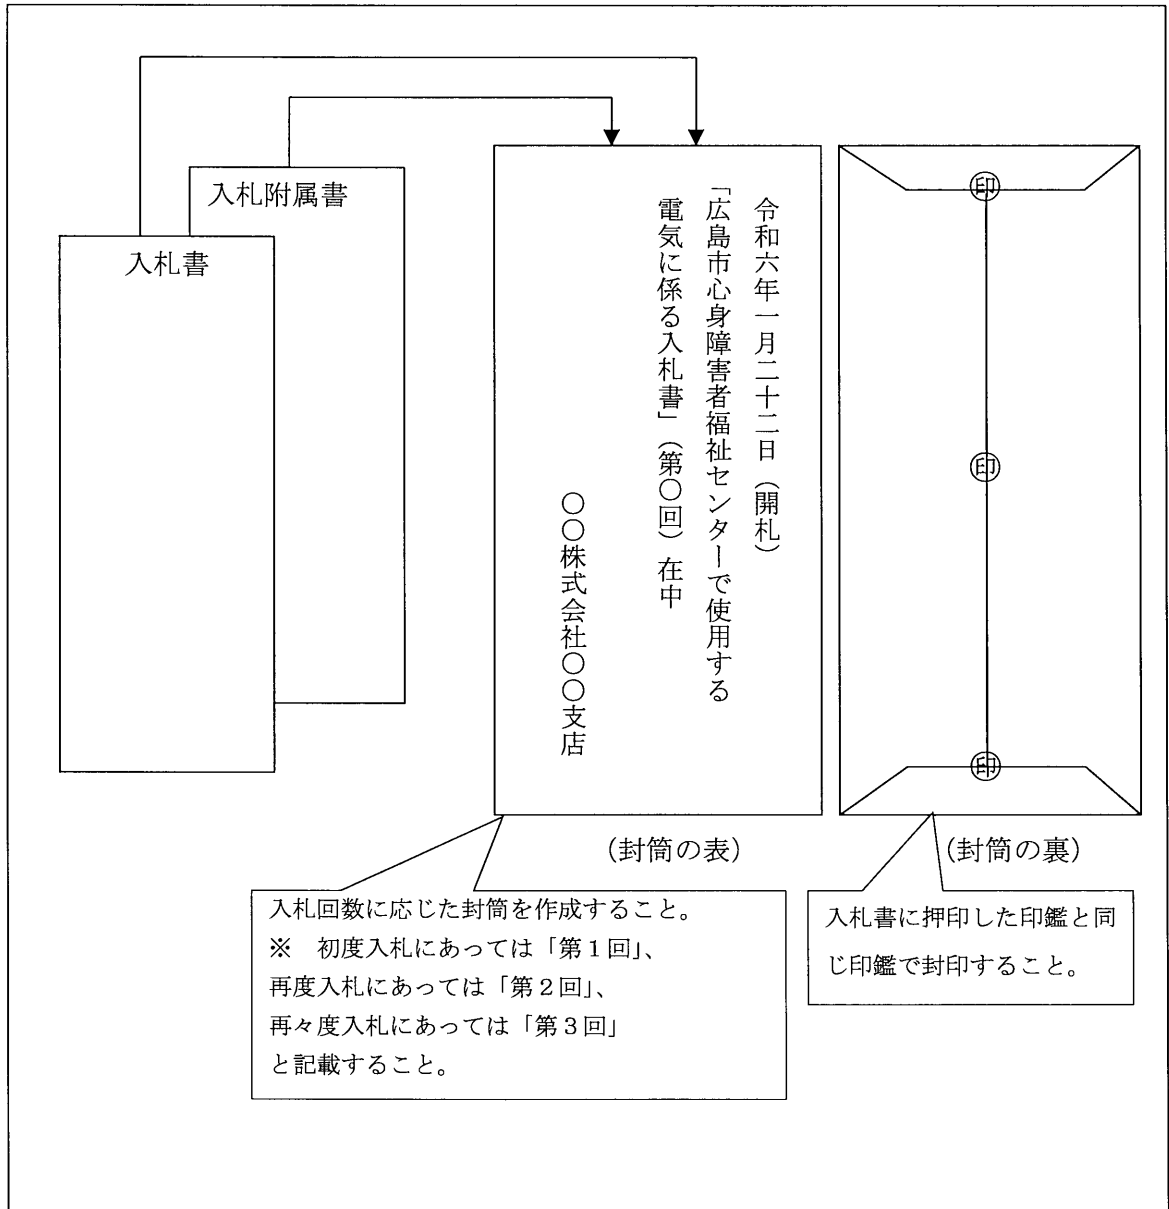 入札附属書
入札書
令和六年一月二十二日（開札）
「広島市心身障害者福祉センターで使用する
電気に係る入札書」（第〇回）在中
〇〇株式会社〇〇支店
印
印
印
（封筒の表）
（封筒の裏）
入札回数に応じた封筒を作成すること。
※　初度入札にあっては「第１回」、
再度入札にあっては「第２回」、
再々度入札にあっては「第３回」
と記載すること。
入札書に押印した印鑑と同
じ印鑑で封印すること。